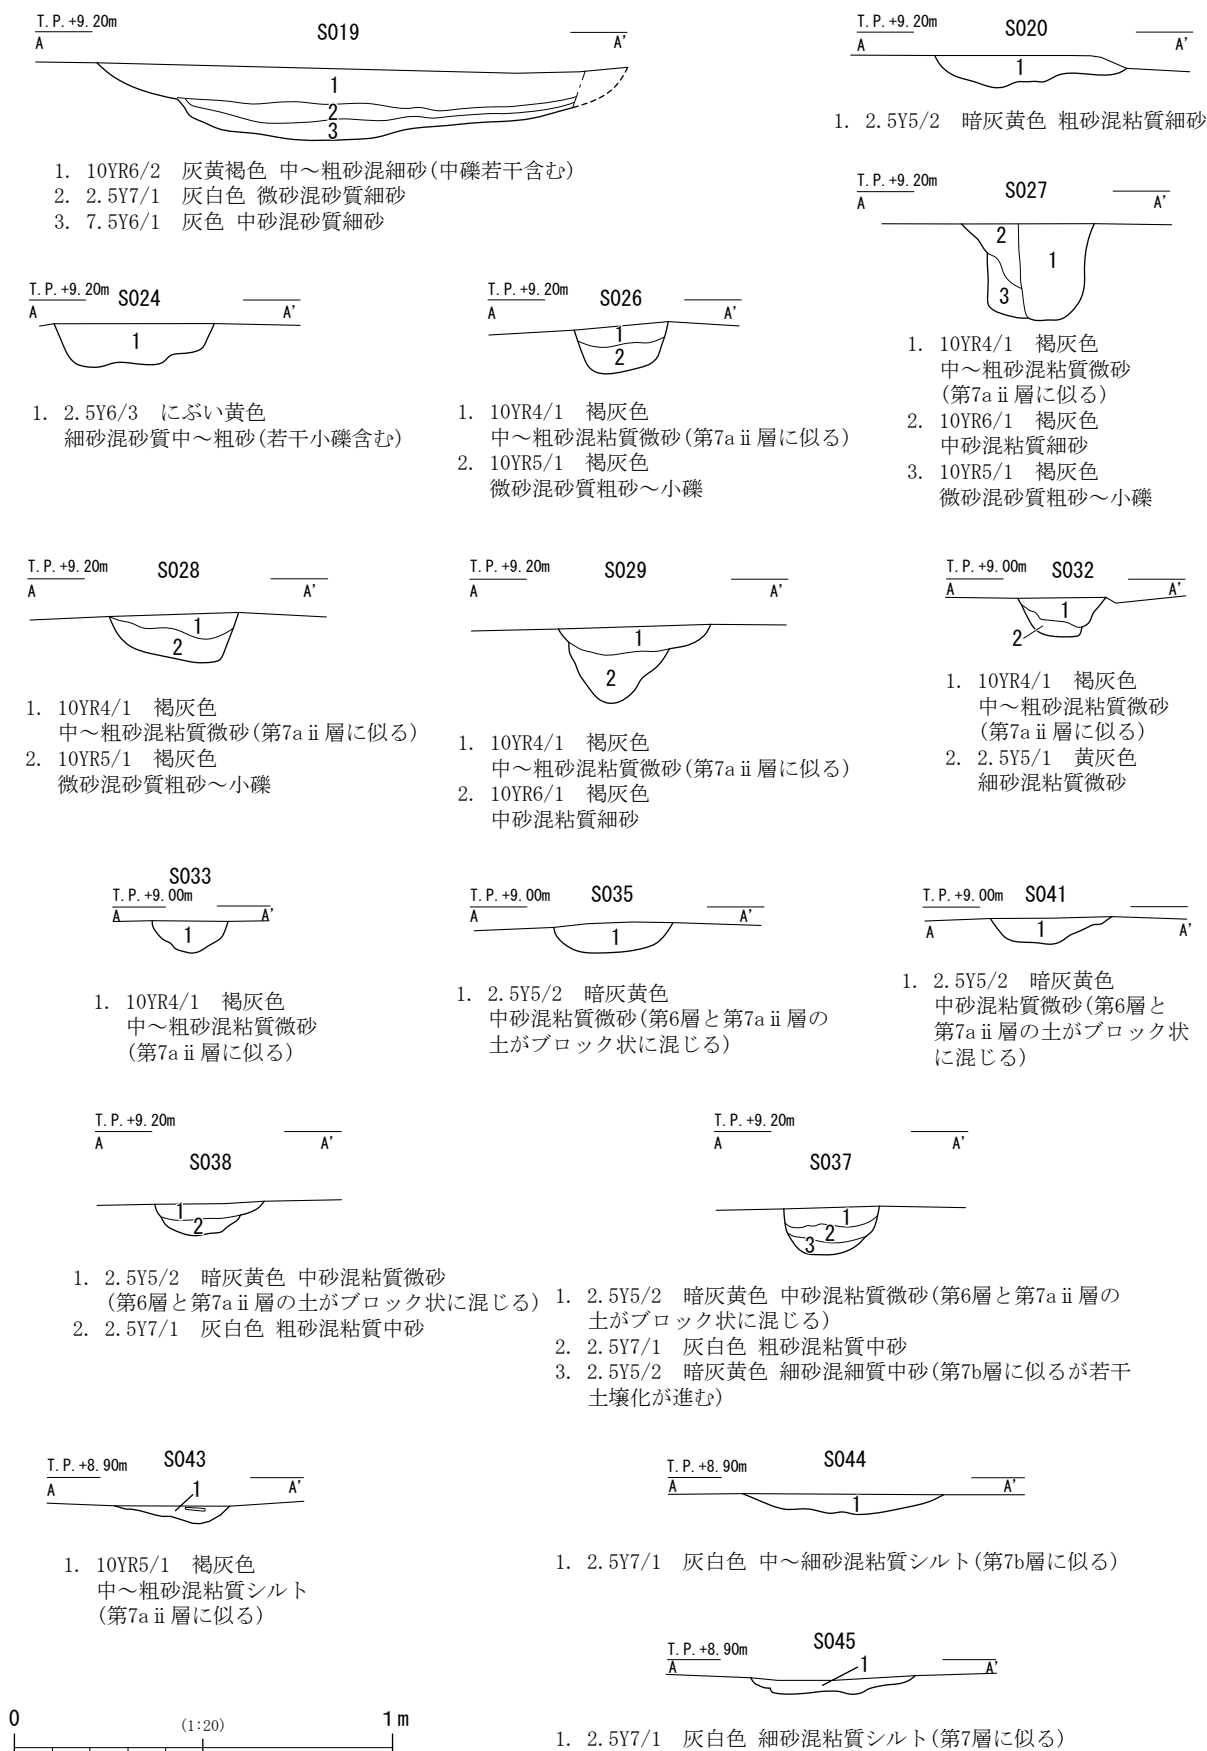 T.P.+9.20m
S019
A
A'
1
2
3
1. 10YR6/2 灰黄褐色 中～粗砂混細砂(中礫若干含む)
2. 2.5Y7/1 灰白色 微砂混砂質細砂
3. 7.5Y6/1 灰色 中砂混砂質細砂
T.P.+9.20m
S020
A
A'
1
1. 2.5Y5/2 暗灰黄色 粗砂混粘質細砂
T.P.+9.20m
S027
A
A'
2
1
3
1. 10YR4/1 褐灰色
中～粗砂混粘質微砂
(第7aⅱ層に似る)
2. 10YR6/1 褐灰色
中砂混粘質細砂
3. 10YR5/1 褐灰色
微砂混砂質粗砂～小礫
T.P.+9.20m
S024
A
A'
1
1. 2.5Y6/3 にぶい黄色
細砂混砂質中～粗砂(若干小礫含む)
T.P.+9.20m
S026
A
A'
1
2
1. 10YR4/1 褐灰色
中～粗砂混粘質微砂(第7aⅱ層に似る)
2. 10YR5/1 褐灰色
微砂混砂質粗砂～小礫
T.P.+9.20m
S028
A
A'
1
2
1. 10YR4/1 褐灰色
中～粗砂混粘質微砂(第7aⅱ層に似る)
2. 10YR5/1 褐灰色
微砂混砂質粗砂～小礫
T.P.+9.20m
S029
A
A'
1
2
1. 10YR4/1 褐灰色
中～粗砂混粘質微砂(第7aⅱ層に似る)
2. 10YR6/1 褐灰色
中砂混粘質細砂
T.P.+9.00m
S032
A
A'
1
2
1. 10YR4/1 褐灰色
中～粗砂混粘質微砂
(第7aⅱ層に似る)
2. 2.5Y5/1 黄灰色
細砂混粘質微砂
S033
T.P.+9.00m
A
A'
1
1. 10YR4/1 褐灰色
中～粗砂混粘質微砂
(第7aⅱ層に似る)
T.P.+9.00m
S035
A
A'
1
1. 2.5Y5/2 暗灰黄色
中砂混粘質微砂(第6層と第7aⅱ層の
土がブロック状に混じる)
T.P.+9.00m
S041
A
A'
1
1. 2.5Y5/2 暗灰黄色
中砂混粘質微砂(第6層と
第7aⅱ層の土がブロック状
に混じる)
T.P.+9.20m
A
A'
S038
1
2
1. 2.5Y5/2 暗灰黄色 中砂混粘質微砂
(第6層と第7aⅱ層の土がブロック状に混じる)
2. 2.5Y7/1 灰白色 粗砂混粘質中砂
T.P.+9.20m
A
A'
S037
1
2
3
1. 2.5Y5/2 暗灰黄色 中砂混粘質微砂(第6層と第7aⅱ層の
土がブロック状に混じる)
2. 2.5Y7/1 灰白色 粗砂混粘質中砂
3. 2.5Y5/2 暗灰黄色 細砂混細質中砂(第7b層に似るが若干
土壌化が進む)
T.P.+8.90m
S043
A
A'
1
1. 10YR5/1 褐灰色
中～粗砂混粘質シルト
(第7aⅱ層に似る)
T.P.+8.90m
S044
A
A'
1
1. 2.5Y7/1 灰白色 中～細砂混粘質シルト(第7b層に似る)
T.P.+8.90m
S045
A
A'
1
1. 2.5Y7/1 灰白色 細砂混粘質シルト(第7層に似る)
0
(1:20)
1m